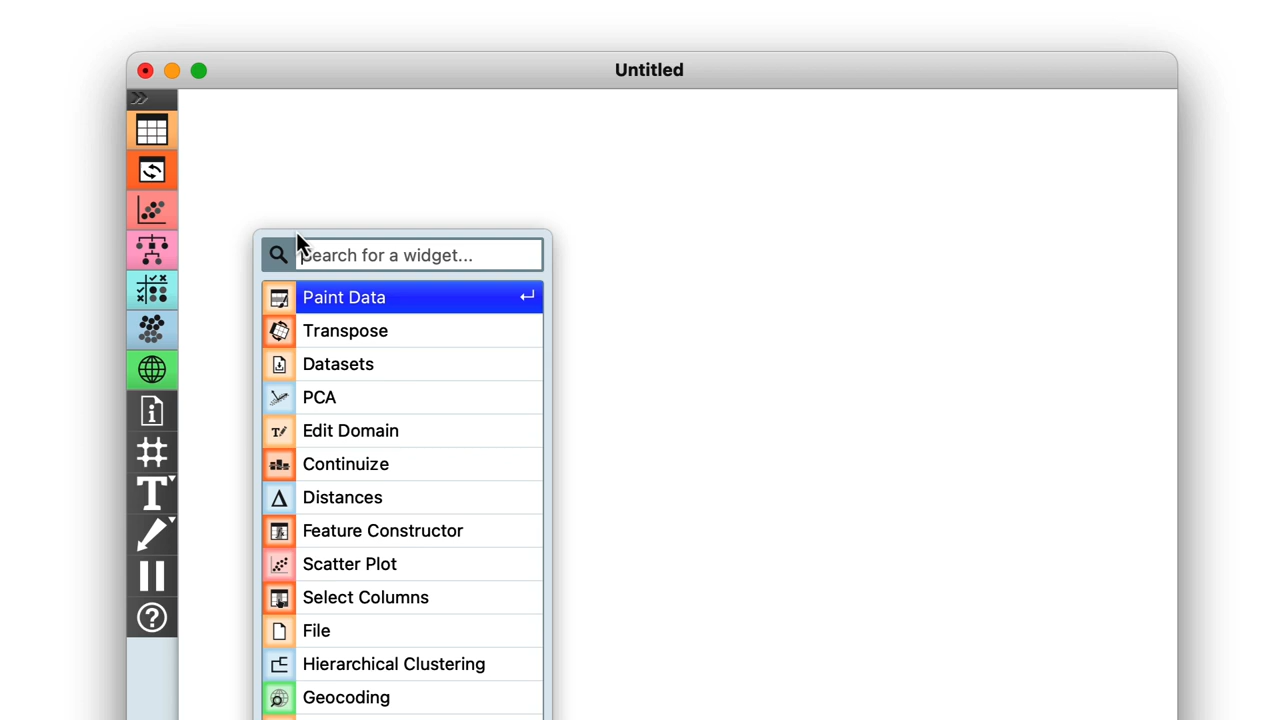 Untitled
Search for a widget...
Paint Data
Transpose
Datasets
PCA
Edit Domain
Continuize
Distances
Feature Constructor
Scatter Plot
Select Columns
File
Hierarchical Clustering
Geocoding